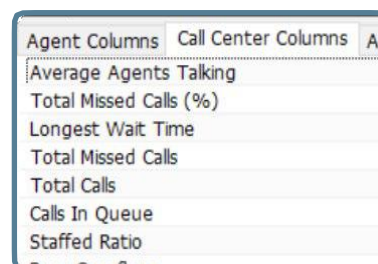 Agent Columns Call Center Columns A
Average Agents Talking
Total Missed Calls (%)
Longest Wait Time
Total Missed Calls
Total Calls
Calls In Queue
Staffed Ratio